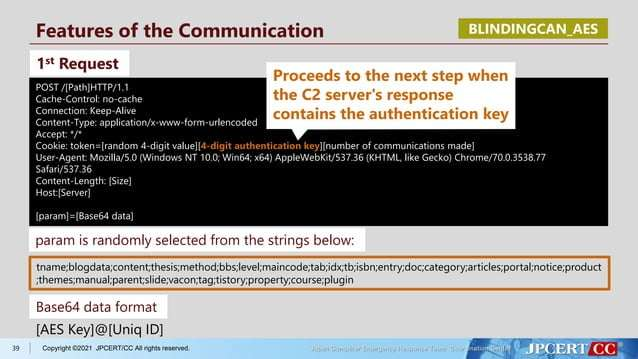 Features of the Communication
BLINDINGCAN_AES
1st Request
Proceeds to the next step when
the C2 server's response
contains the authentication key
POST /[Path]HTTP/1.1
Cache-Control: no-cache
Connection: Keep-Alive
Content-Type: application/x-www-form-urlencoded
Accept: */*
Cookie: token=[random 4-digit value][4-digit authentication key][number of communications made]
User-Agent: Mozilla/5.0 (Windows NT 10.0; Win64; x64) AppleWebKit/537.36 (KHTML, like Gecko) Chrome/70.0.3538.77
Safari/537.36
Content-Length: [Size]
Host:[Server]
[param]=[Base64 data]
param is randomly selected from the strings below:
tname;blogdata;content;thesis;method;bbs;level;maincode;tab;idx;tb;isbn;entry;doc;category;articles;portal;notice;product
;themes;manual;parent;slide;vacon;tag;tistory;property;course;plugin
Base64 data format
[AES Key]@[Uniq ID]
39
Copyright ©2021 JPCERT/CC All rights reserved.
Japan Computer Emergency Response Team Coordination Center
JPCERT CC